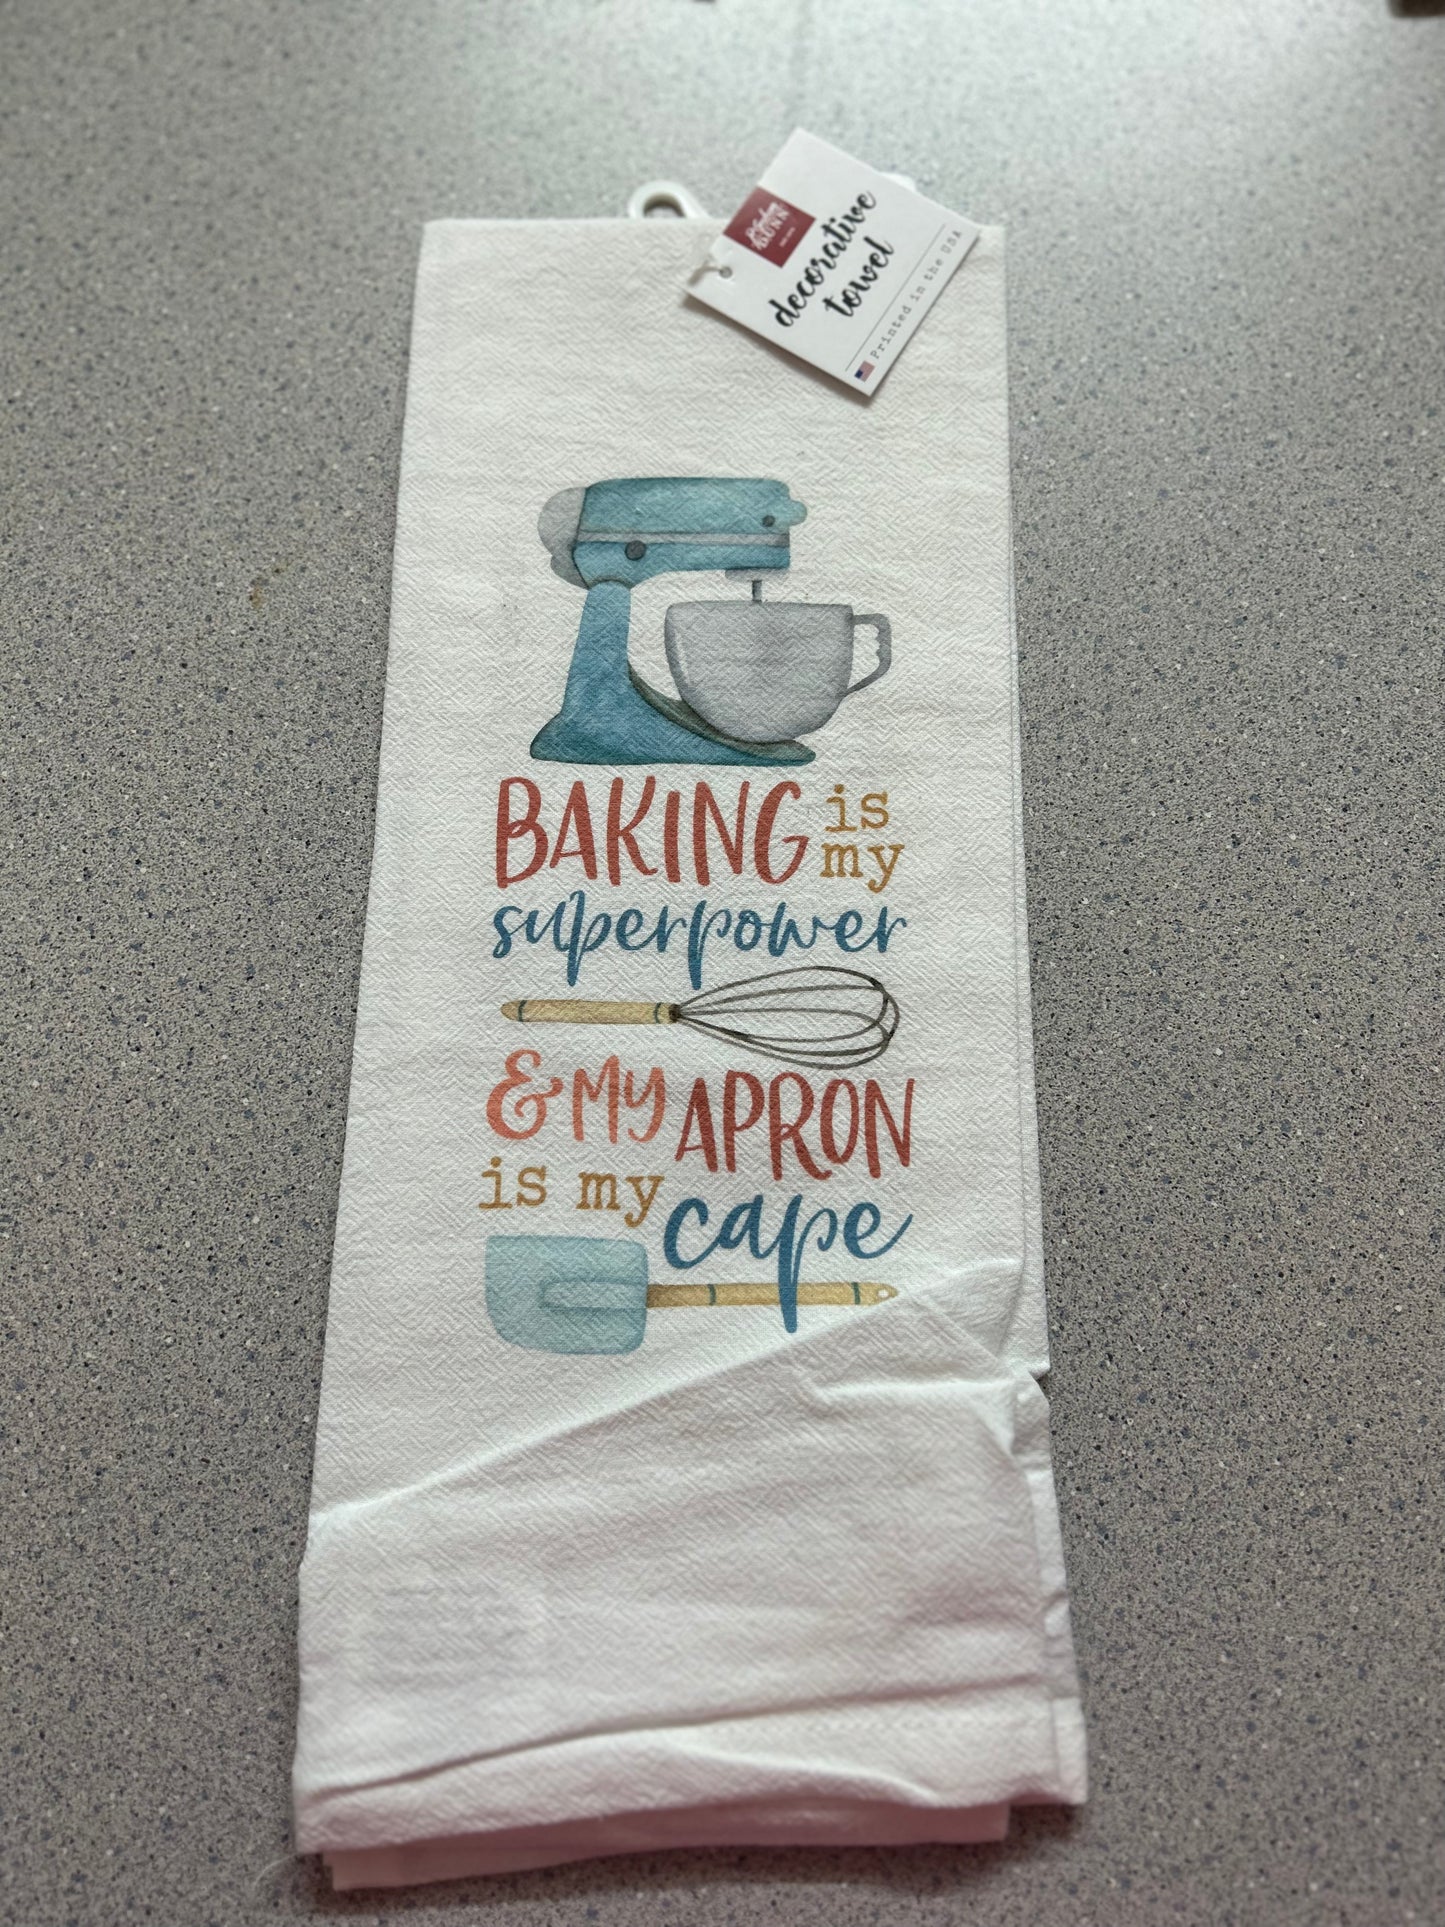 decorative
towel
Printed in the USA
BAKING is
my
superpower
& My APRON
is my cape